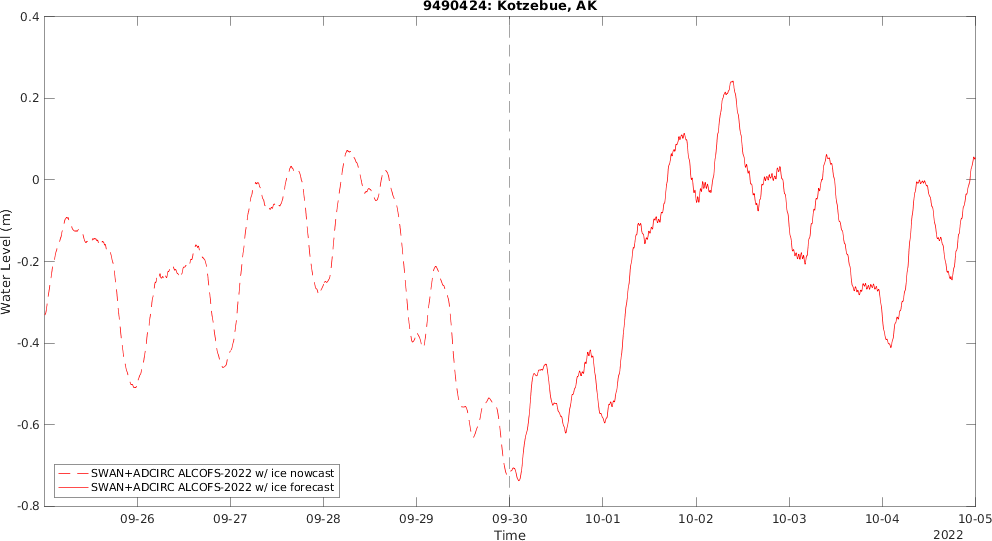 9490424: Kotzebue, AK
Water Level (m)
0.4
0.2
0
-0.2
-0.4
-0.6
-0.8
SWAN+ADCIRC ALCOFS-2022 w/ ice nowcast
SWAN+ADCIRC ALCOFS-2022 w/ ice forecast
09-26 09-27 09-28 09-29 09-30 10-01 10-02 10-03 10-04 10-05
Time
2022